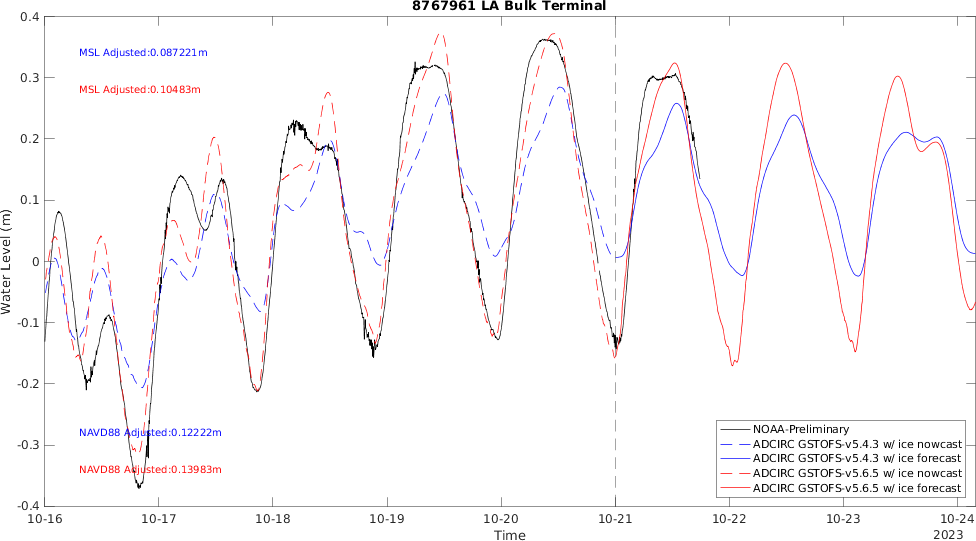 8767961 LA Bulk Terminal
0.4
0.3
0.2
0.1
0
-0.1
-0.2
-0.3
-0.4
Water Level (m)
MSL Adjusted:0.087221m
MSL Adjusted:0.10483m
NAVD88 Adjusted:0.12222m
NAVD88 Adjusted:0.13983m
NOAA-Preliminary
ADCIRC GSTOFS-v5.4.3 w/ ice nowcast
ADCIRC GSTOFS-v5.4.3 w/ ice forecast
ADCIRC GSTOFS-v5.6.5 w/ ice nowcast
ADCIRC GSTOFS-v5.6.5 w/ ice forecast
10-16 10-17 10-18 10-19 10-20 10-21 10-22 10-23 10-24
Time
2023